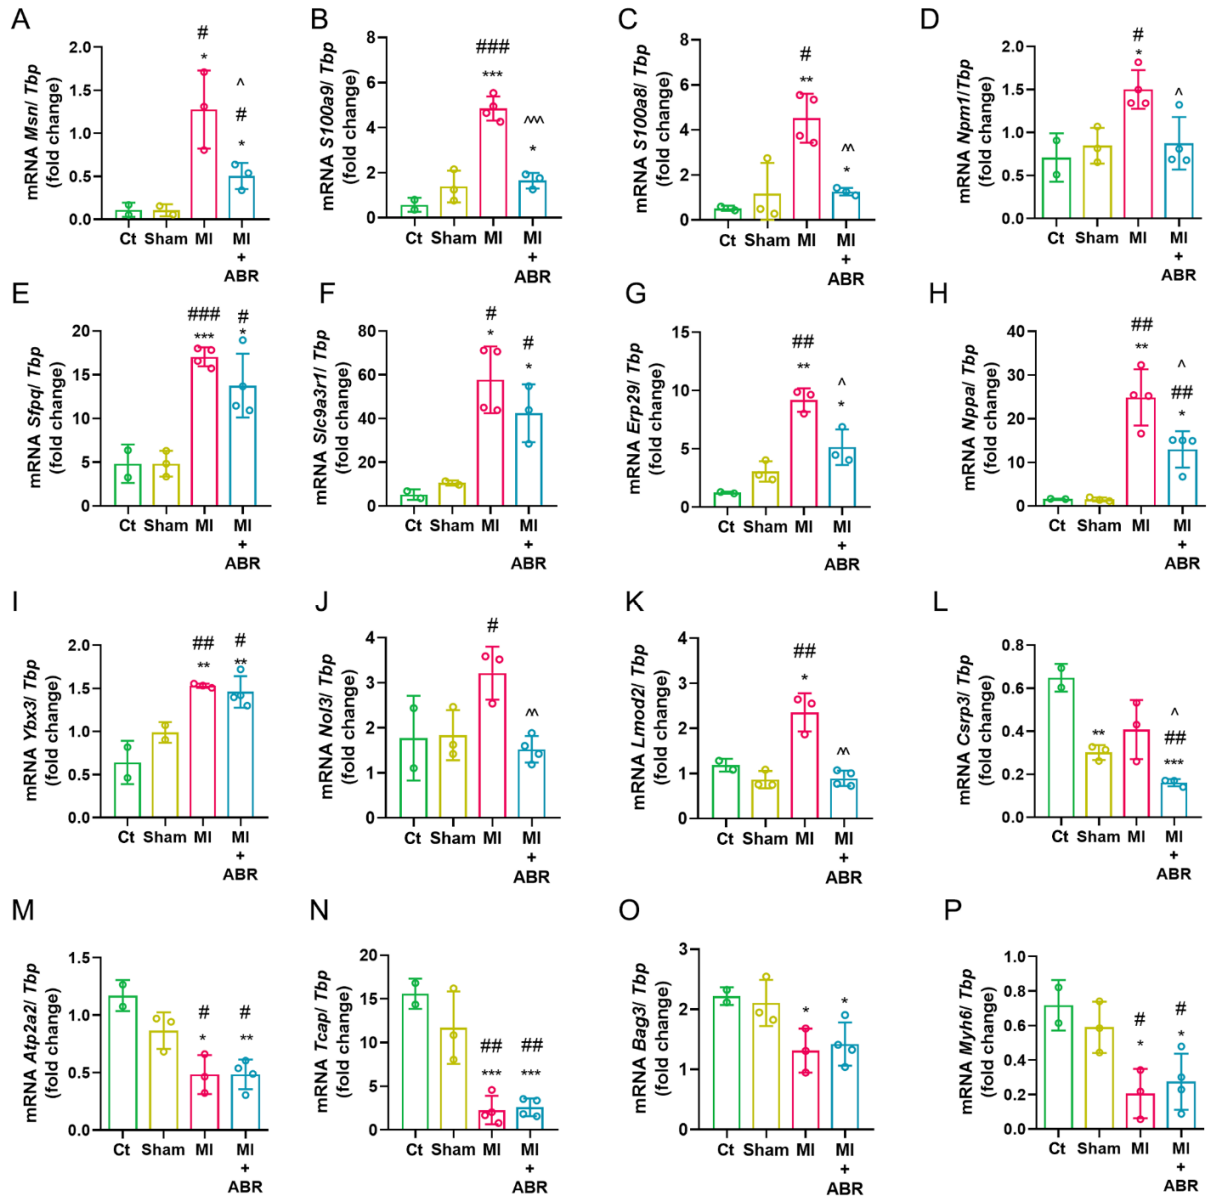 A
mRNA Msn/ Tbp
(fold change)
2.0
1.5
1.0
0.5
0.0
#
*
^
#
*
Ct Sham MI MI
+
ABR
B
mRNA S100a9/ Tbp
(fold change)
8
6
4
2
0
###
***
^^^
*
Ct Sham MI MI
+
ABR
C
mRNA S100a8/ Tbp
(fold change)
8
6
4
2
0
#
**
^^
*
Ct Sham MI MI
+
ABR
D
mRNA Npm1/Tbp
(fold change)
2.0
1.5
1.0
0.5
0.0
#
*
^
Ct Sham MI MI
+
ABR
E
mRNA Sfpq/ Tbp
(fold change)
20
15
10
5
0
###
***
#
*
Ct Sham MI MI
+
ABR
F
mRNA Slc9a3r1/ Tbp
(fold change)
80
60
40
20
0
#
*
#
*
Ct Sham MI MI
+
ABR
G
mRNA Erp29/ Tbp
(fold change)
15
10
5
0
##
**
^
*
Ct Sham MI MI
+
ABR
H
mRNA Nppa/ Tbp
(fold change)
40
30
20
10
0
##
**
^
##
*
Ct Sham MI MI
+
ABR
I
mRNA Ybx3/ Tbp
(fold change)
2.0
1.5
1.0
0.5
0.0
##
**
#
**
Ct Sham MI MI
+
ABR
J
mRNA Nol3/ Tbp
(fold change)
4
3
2
1
0
#
^^
Ct Sham MI MI
+
ABR
K
mRNA Lmod2/ Tbp
(fold change)
4
3
2
1
0
##
*
^^
Ct Sham MI MI
+
ABR
L
mRNA Csrp3/ Tbp
(fold change)
0.8
0.6
0.4
0.2
0.0
**
^
##
***
Ct Sham MI MI
+
ABR
M
mRNA Atp2a2/ Tbp
(fold change)
1.5
1.0
0.5
0.0
#
*
#
**
Ct Sham MI MI
+
ABR
N
mRNA Tcap/ Tbp
(fold change)
20
15
10
5
0
##
***
##
***
Ct Sham MI MI
+
ABR
O
mRNA Bag3/ Tbp
(fold change)
3
2
1
0
*
*
Ct Sham MI MI
+
ABR
P
mRNA Myh6/ Tbp
(fold change)
1.0
0.8
0.6
0.4
0.2
0.0
#
*
#
*
Ct Sham MI MI
+
ABR